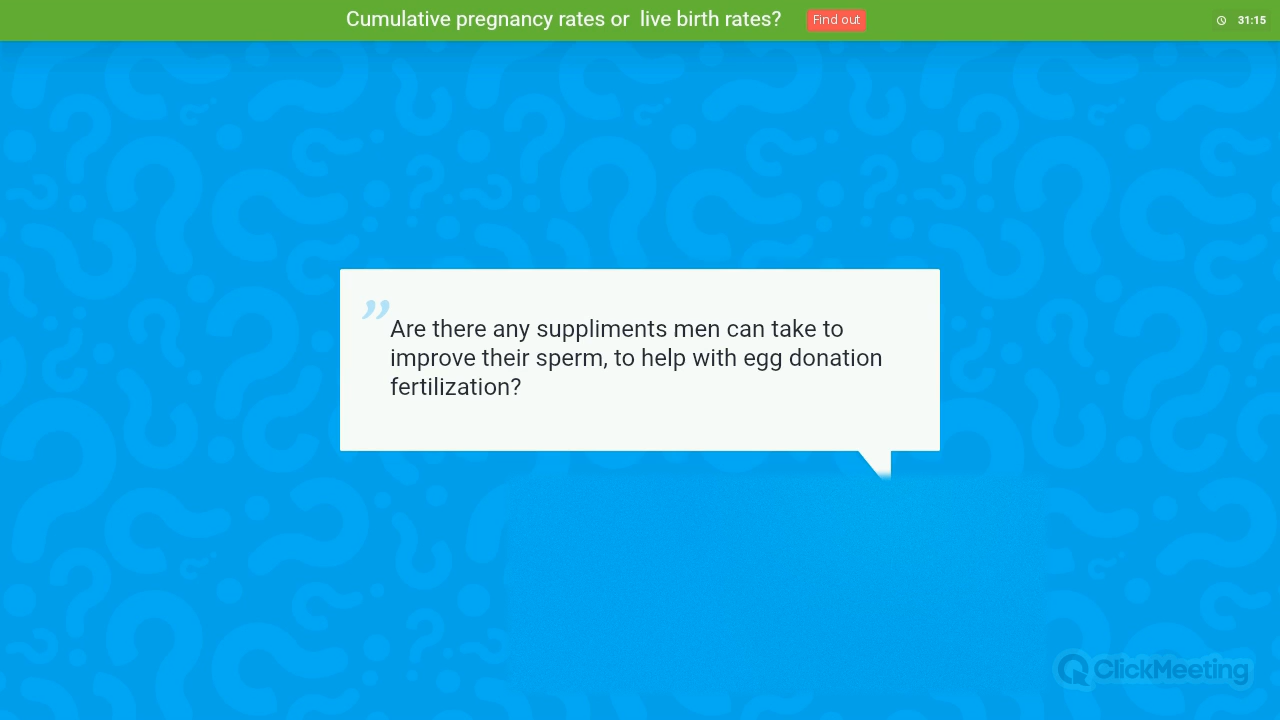 Cumulative pregnancy rates or  live birth rates? Find out 31:15
”
Are there any suppliments men can take to
improve their sperm, to help with egg donation
fertilization?
ClickMeeting